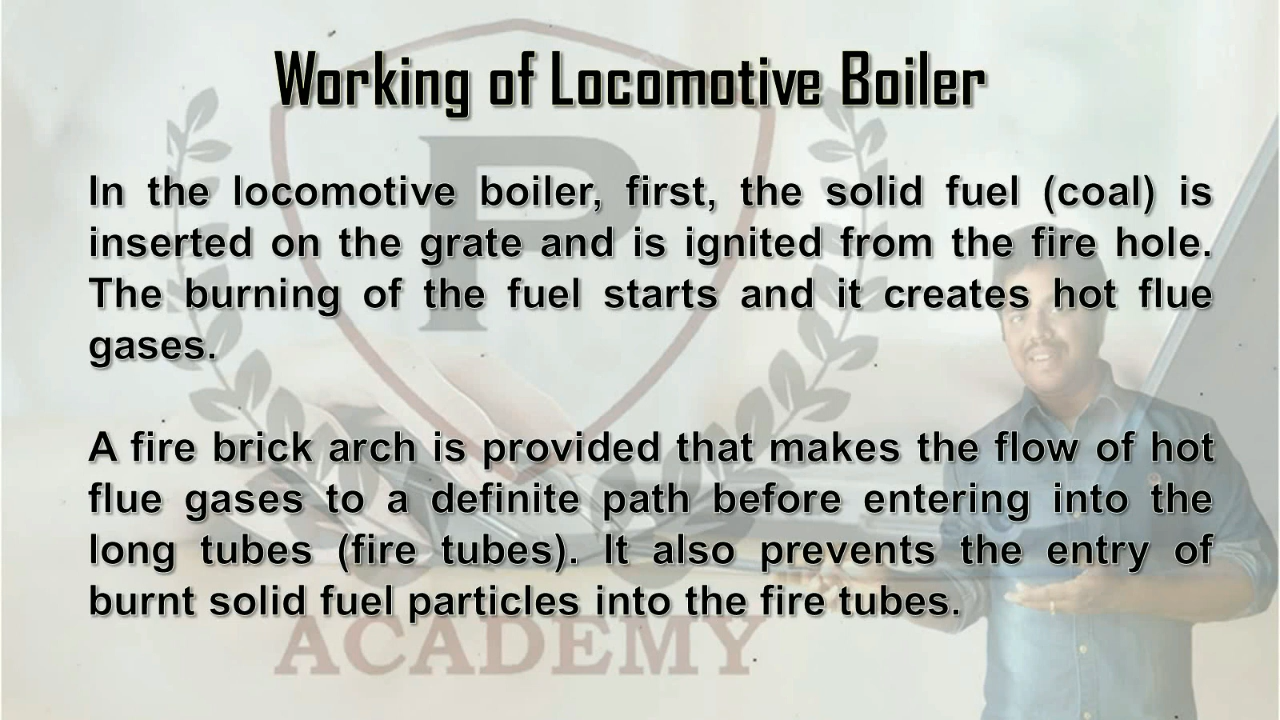 Working of Locomotive Boiler
In the locomotive boiler, first, the solid fuel (coal) is
inserted on the grate and is ignited from the fire hole.
The burning of the fuel starts and it creates hot flue
gases.
A fire brick arch is provided that makes the flow of hot
flue gases to a definite path before entering into the
long tubes (fire tubes). It also prevents the entry of
burnt solid fuel particles into the fire tubes.
P
ACADEMY